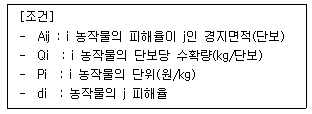 [조건]
- Aij : i 농작물의 피해율이 j인 경지면적(단보)
- Qi : i 농작물의 단보당 수확량(kg/단보)
- Pi : i 농작물의 단위(원/kg)
- di : 농작물의 j 피해율